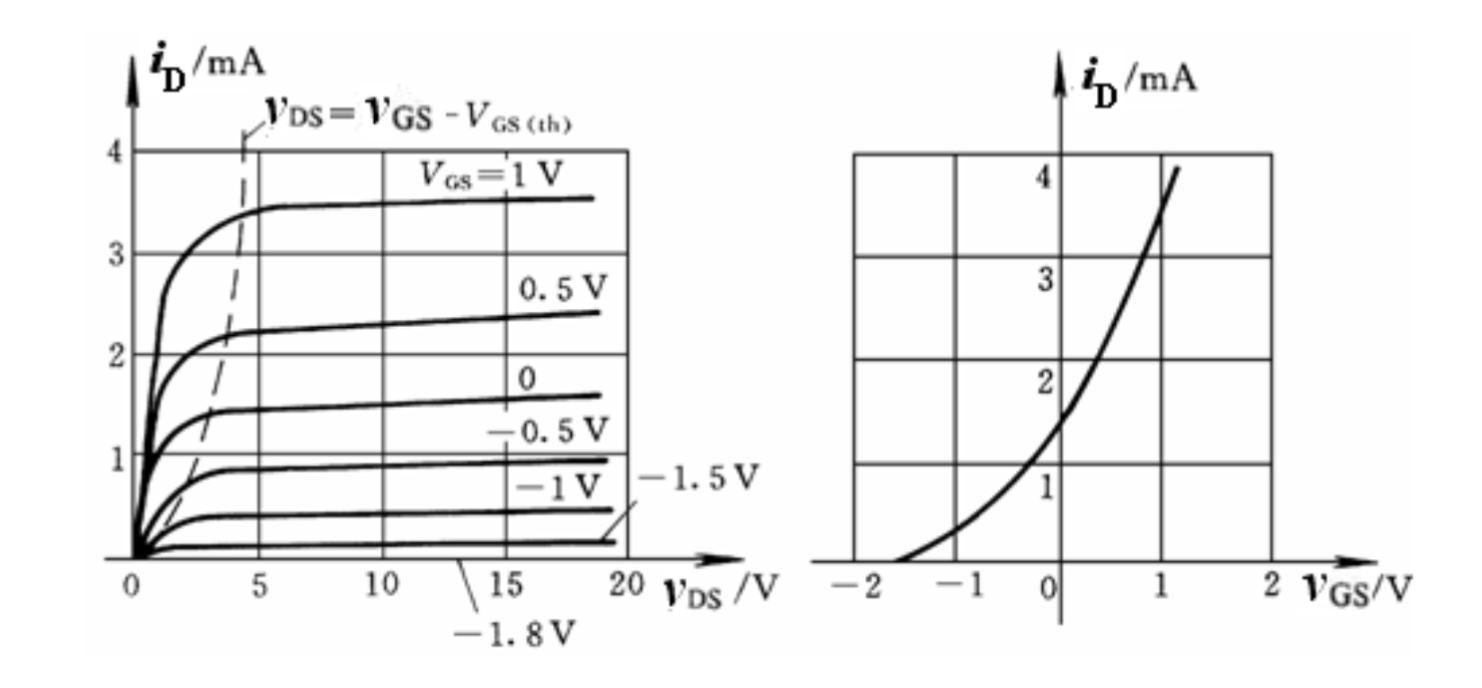 i_D /mA
v_DS = v_GS - V_GS (th)
4
V_GS=1 V
3
0.5 V
2
0
-0.5 V
1
-1 V
-1.5 V
0 5 10 15 20 v_DS /V
-1.8 V
i_D /mA
4
3
2
1
-2 -1 0 1 2 v_GS/V